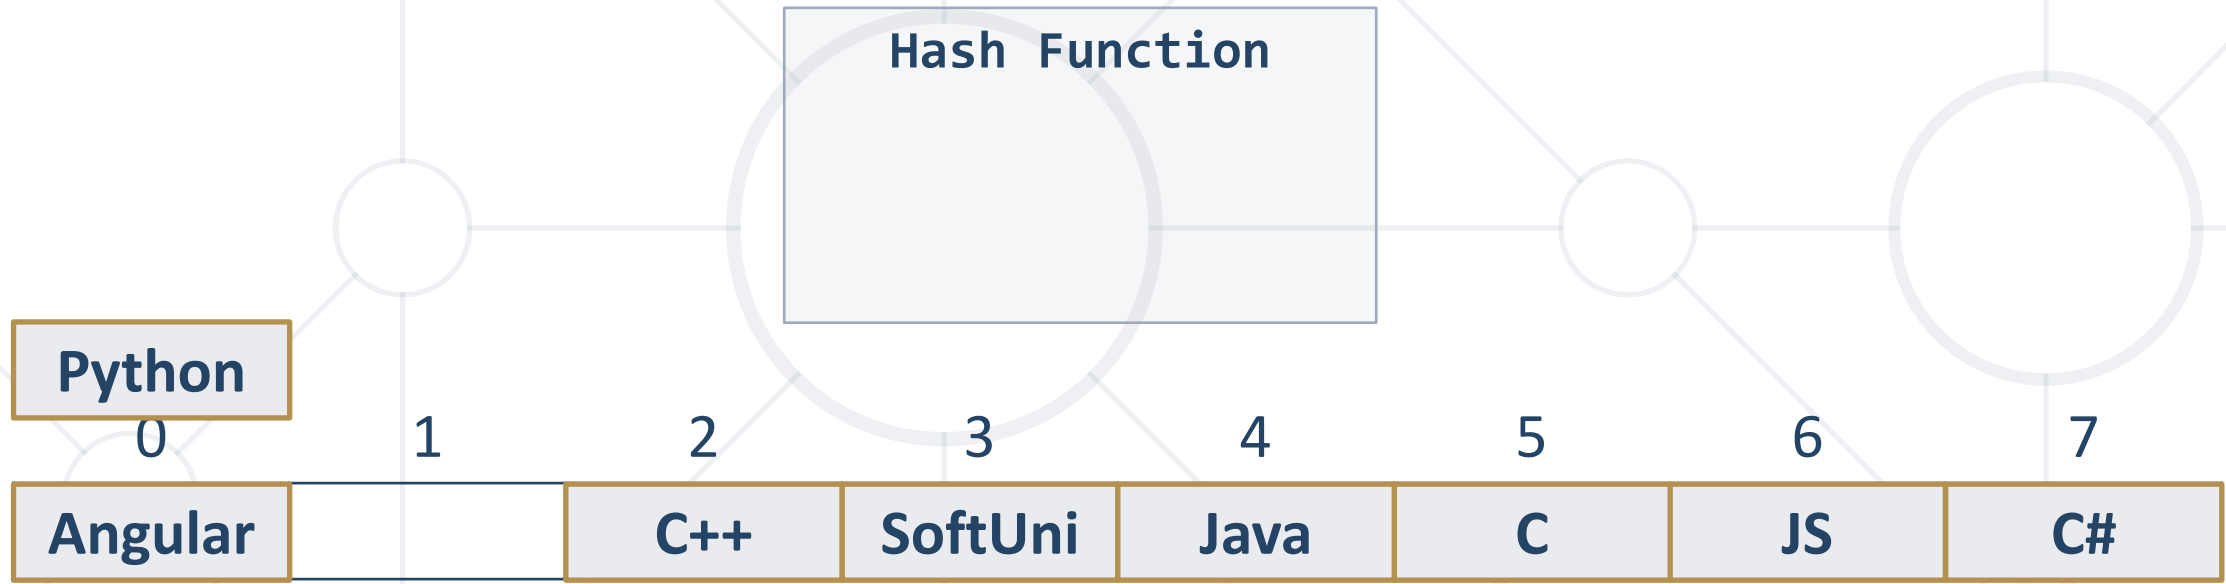 Hash Function
Python
0 1 2 3 4 5 6 7
Angular C++ SoftUni Java C JS C#